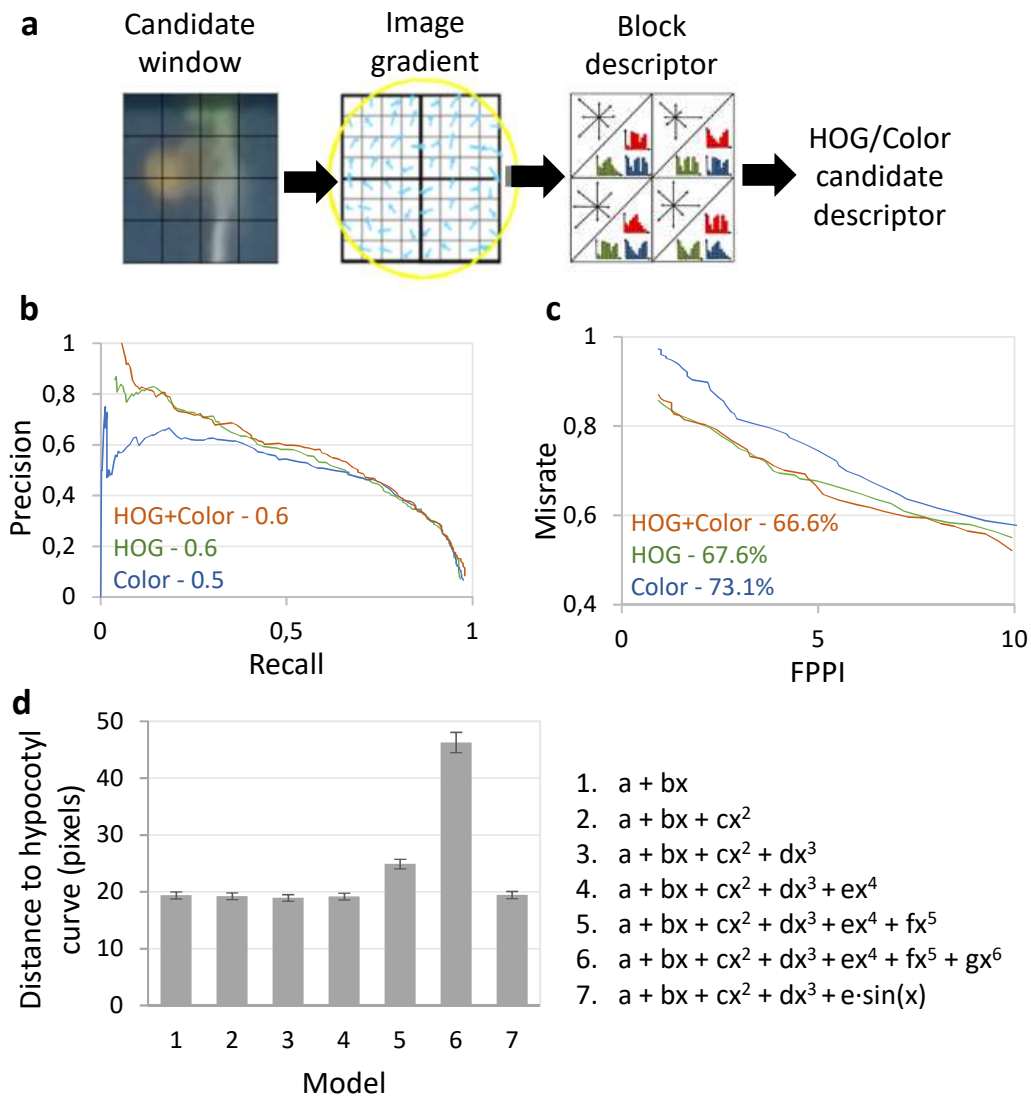 a
Candidate
window
Image
gradient
Block
descriptor
HOG/Color
candidate
descriptor
b
Precision
1
0,8
0,6
0,4
0,2
0
HOG+Color - 0.6
HOG - 0.6
Color - 0.5
0
0,5
1
Recall
c
Misrate
1
0,8
0,6
0,4
HOG+Color - 66.6%
HOG - 67.6%
Color - 73.1%
0
5
10
FPPI
d
Distance to hypocotyl
curve (pixels)
50
40
30
20
10
0
1 2 3 4 5 6 7
Model
1. a + bx
2. a + bx + cx²
3. a + bx + cx² + dx³
4. a + bx + cx² + dx³ + ex⁴
5. a + bx + cx² + dx³ + ex⁴ + fx⁵
6. a + bx + cx² + dx³ + ex⁴ + fx⁵ + gx⁶
7. a + bx + cx² + dx³ + e·sin(x)